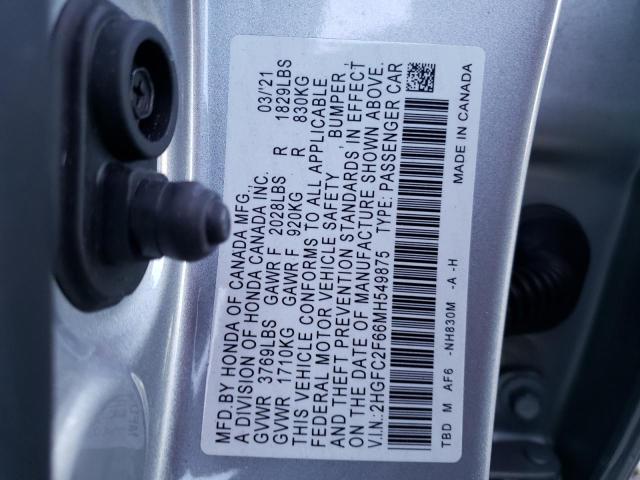 MFD.BY HONDA OF CANADA MFG.,
A DIVISION OF HONDA CANADA INC. 03/'21
GVWR 3769LBS GAWR F 2028LBS R 1829LBS
GVWR 1710KG GAWR F 920KG R 830KG
THIS VEHICLE CONFORMS TO ALL APPLICABLE
FEDERAL MOTOR VEHICLE SAFETY , BUMPER ,
AND THEFT PREVENTION STANDARDS IN EFFECT
ON THE DATE OF MANUFACTURE SHOWN ABOVE.
V.I.N.:2HGFC2F66MH549875 TYPE: PASSENGER CAR
TBD M AF6 -NH830M -A -H MADE IN CANADA